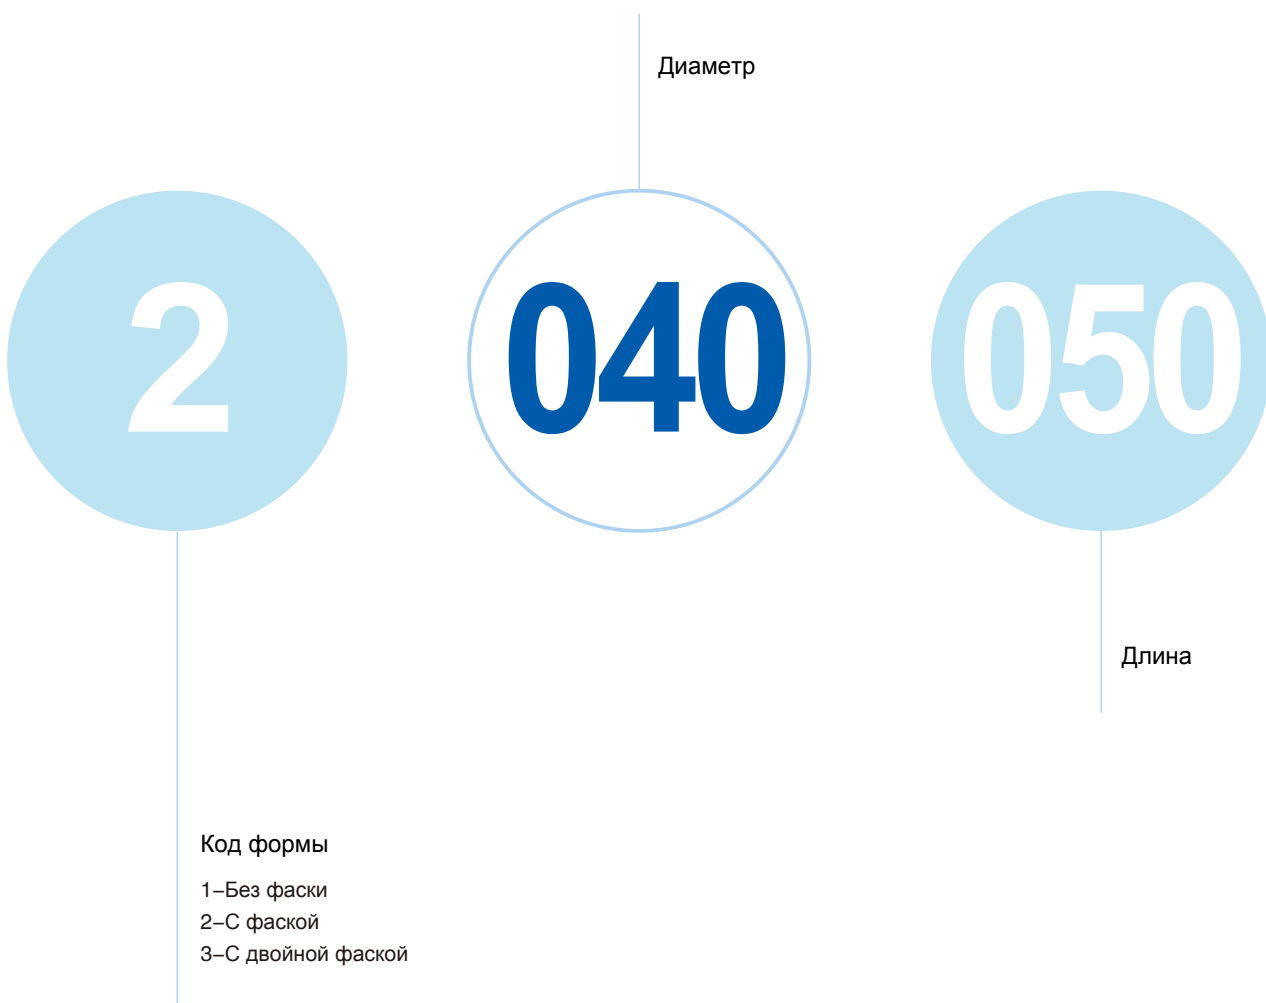 Диаметр
2
040
050
Длина
Код формы
1–Без фаски
2–С фаской
3–С двойной фаской